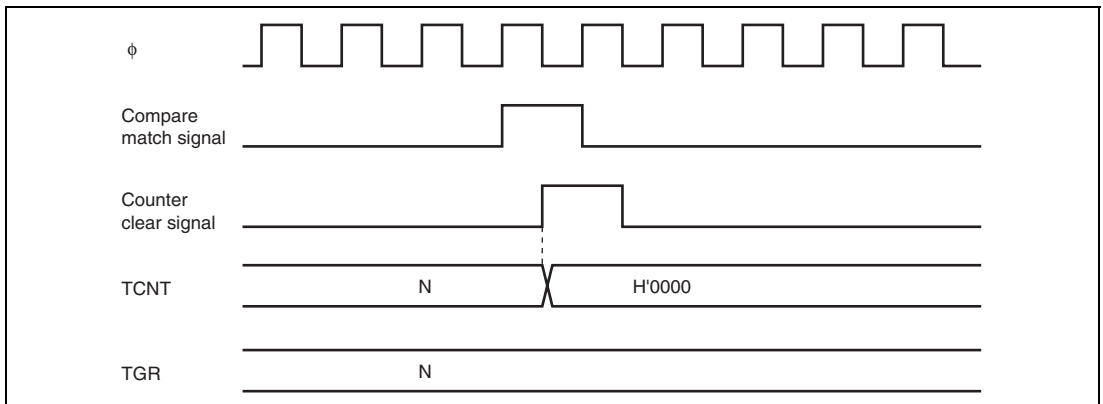 φ
Compare
match signal
Counter
clear signal
TCNT N H'0000
TGR N